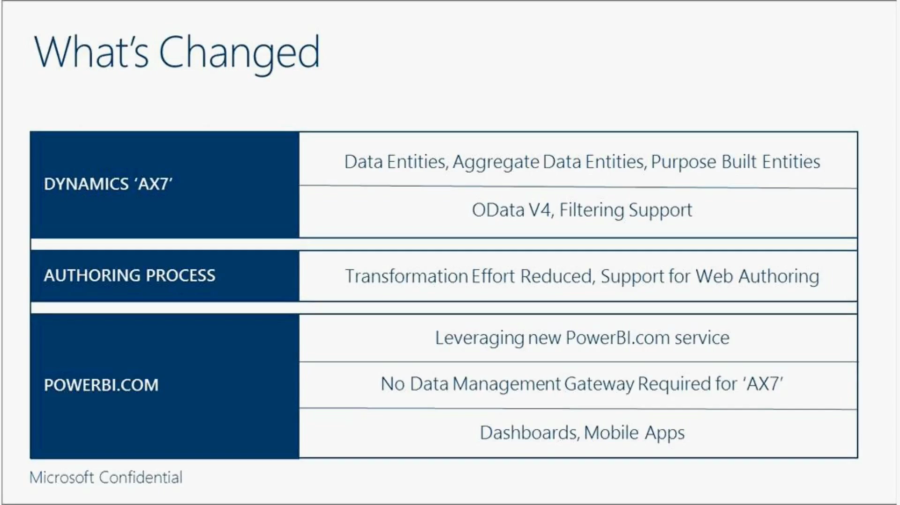 What's Changed
DYNAMICS ‘AX7’
Data Entities, Aggregate Data Entities, Purpose Built Entities
OData V4, Filtering Support
AUTHORING PROCESS
Transformation Effort Reduced, Support for Web Authoring
POWERBI.COM
Leveraging new PowerBI.com service
No Data Management Gateway Required for ‘AX7’
Dashboards, Mobile Apps
Microsoft Confidential